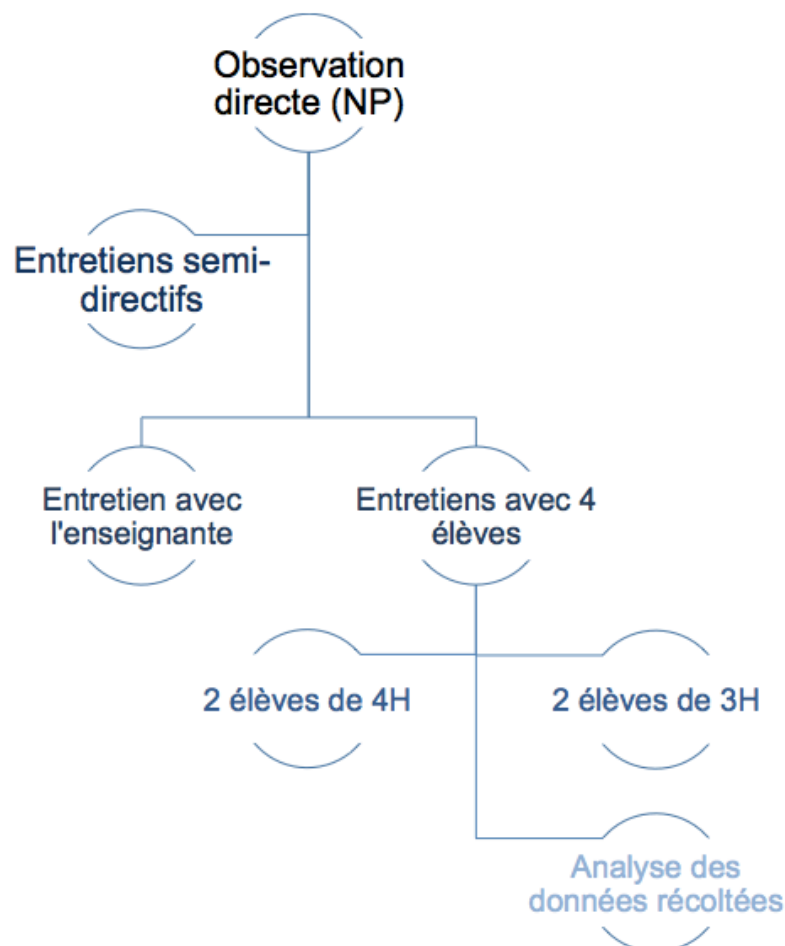 Observation
directe (NP)
Entretiens semi-
directifs
Entretien avec
l'enseignante
Entretiens avec 4
élèves
2 élèves de 4H
2 élèves de 3H
Analyse des
données récoltées